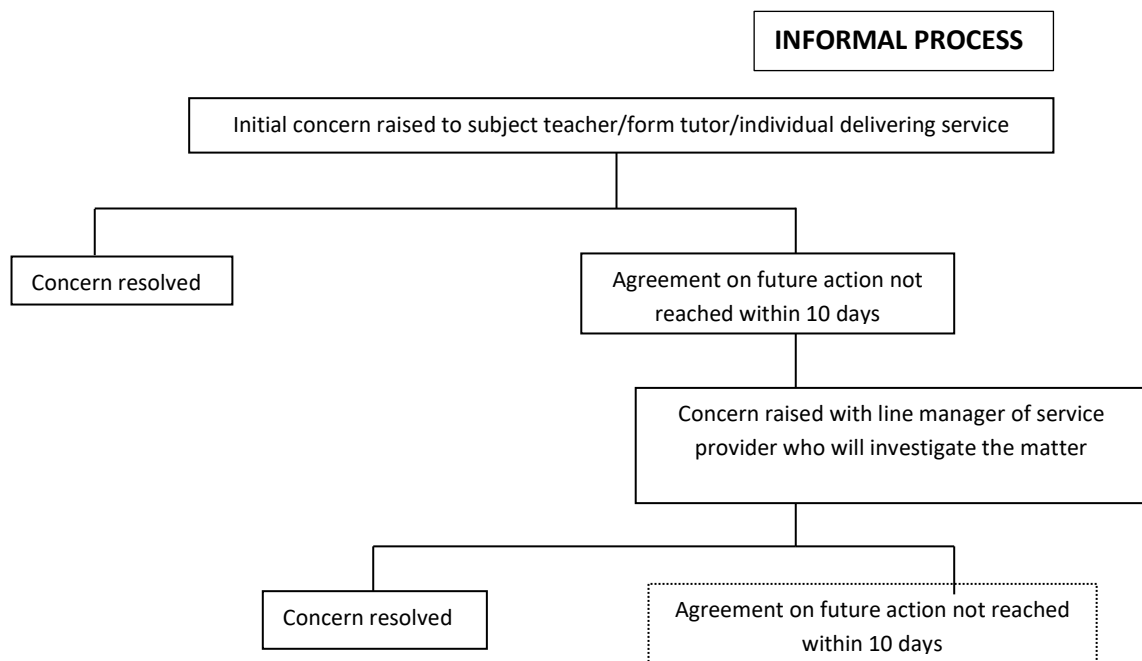 INFORMAL PROCESS
Initial concern raised to subject teacher/form tutor/individual delivering service
Concern resolved
Agreement on future action not
reached within 10 days
Concern raised with line manager of service
provider who will investigate the matter
Concern resolved
Agreement on future action not reached
within 10 days